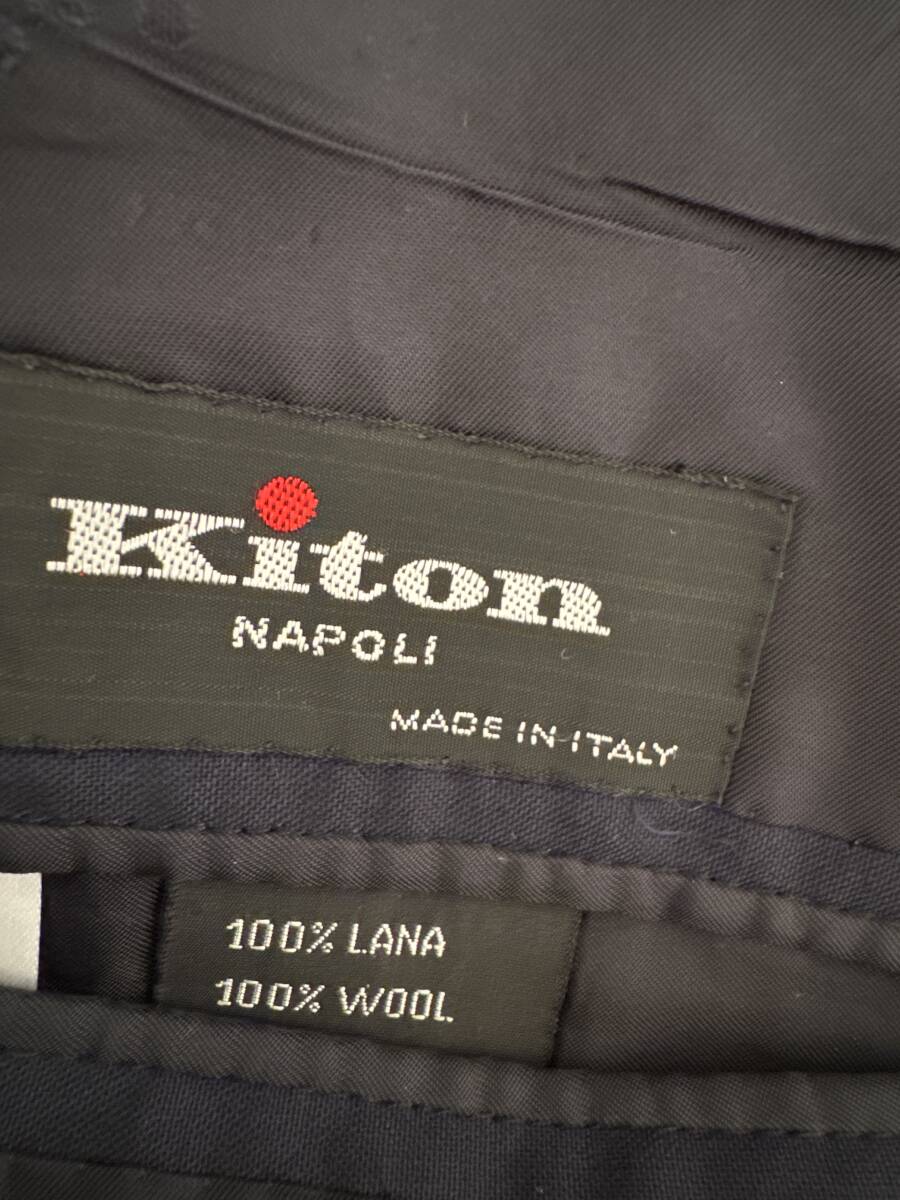 Kiton
NAPOLI
MADE IN ITALY
100% LANA
100% WOOL